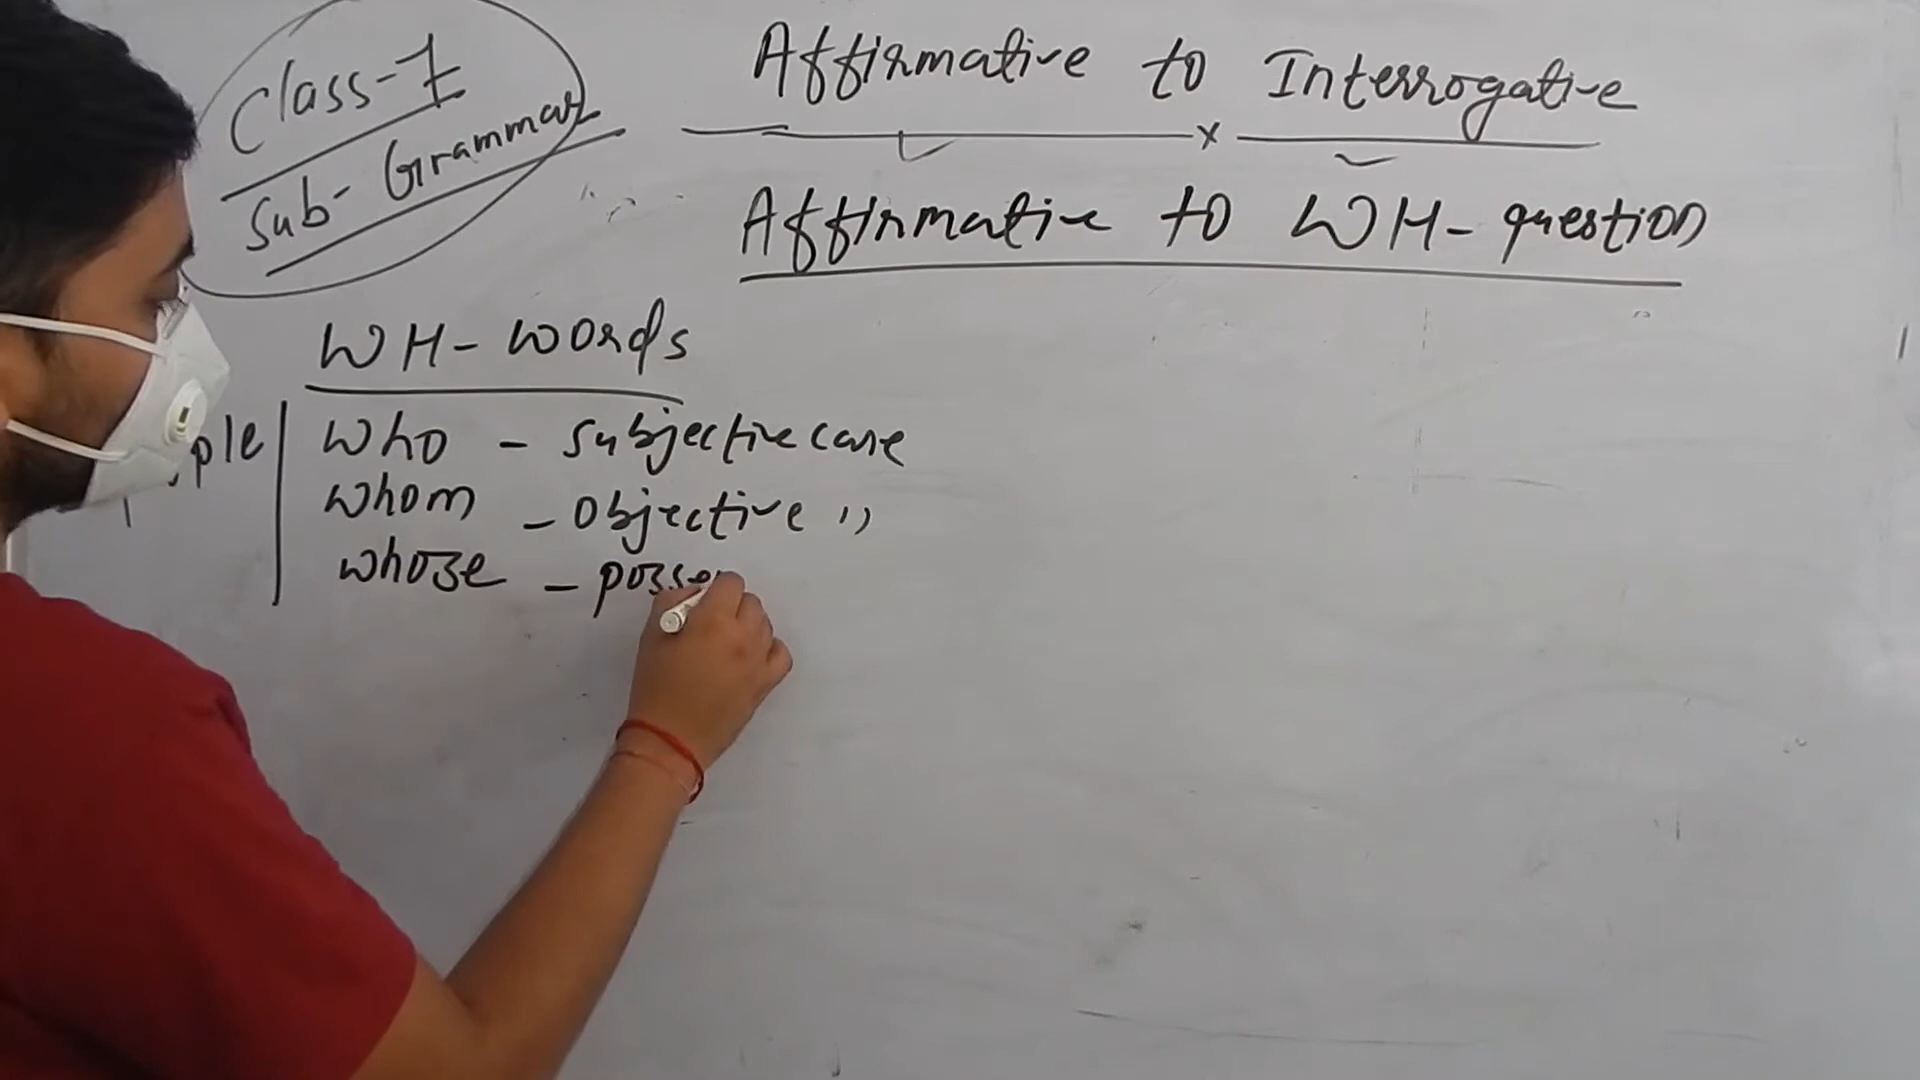 Class-7
Sub- Grammar
Affirmative to Interrogative
x
Affirmative to WH- question
WH- words
who - subjective case
whom - objective ,,
whose - posse